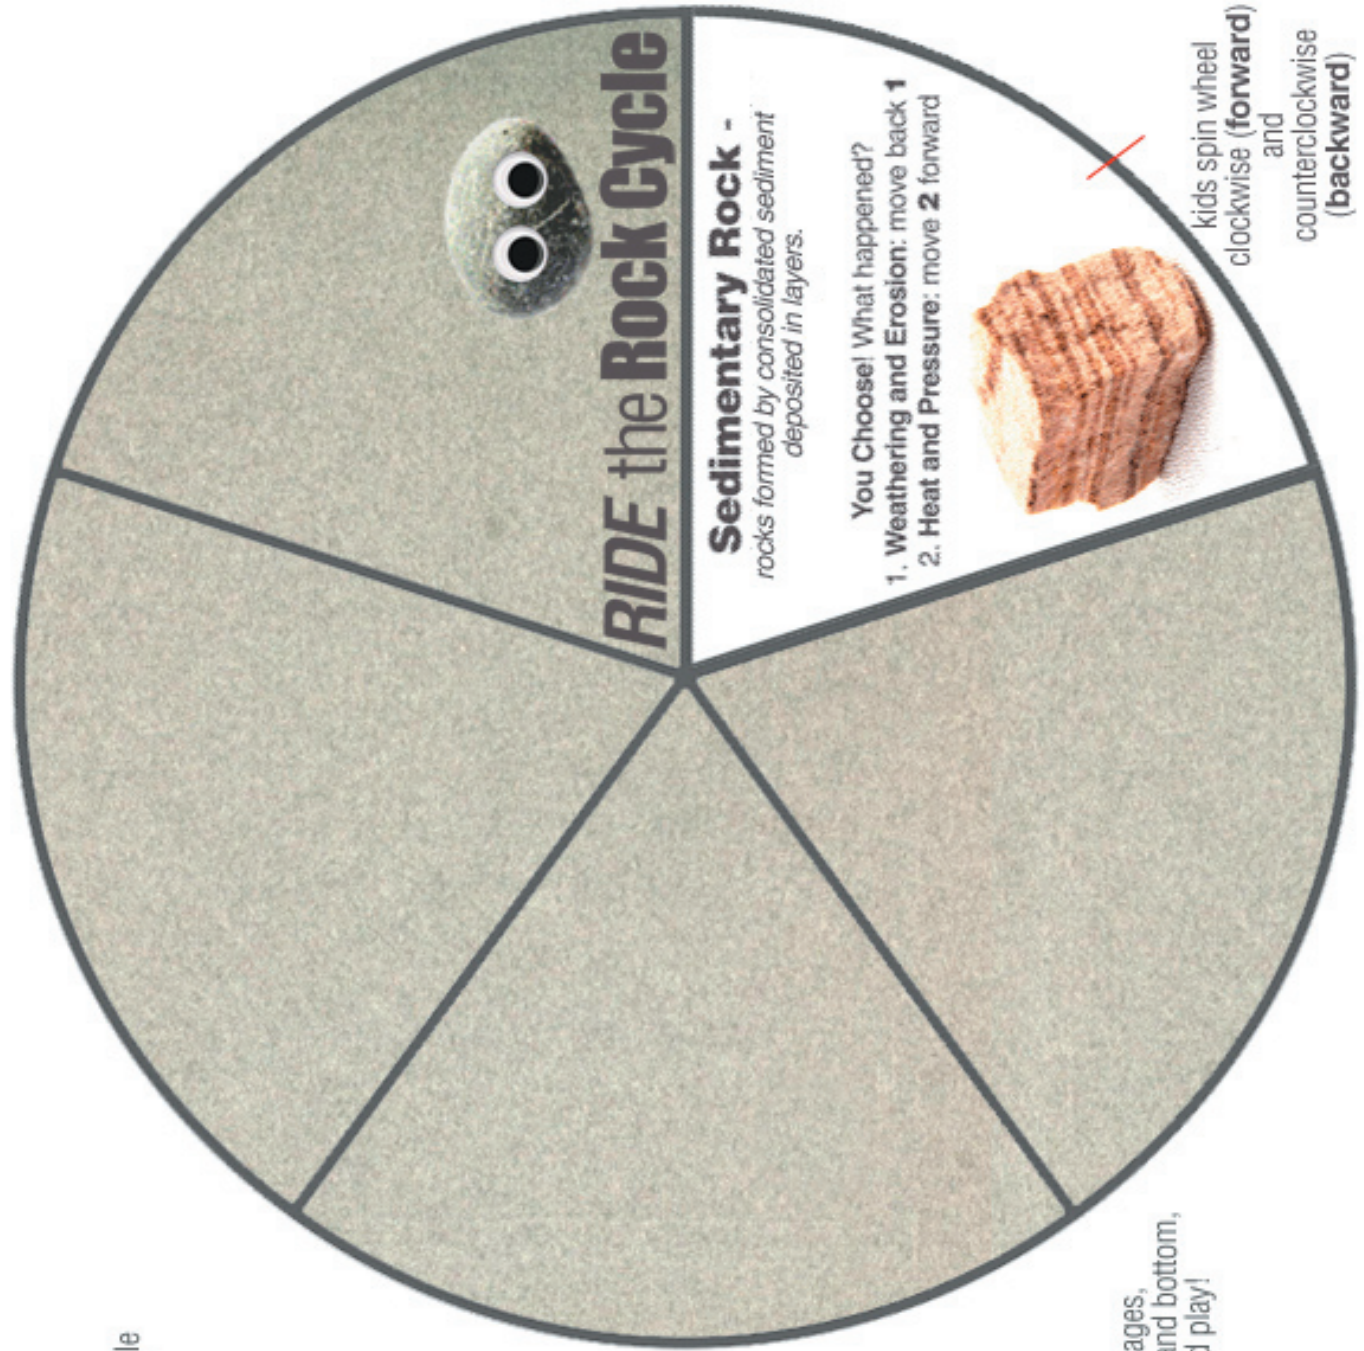 le
RIDE the Rock Cycle
Sedimentary Rock -
rocks formed by consolidated sediment
deposited in layers.
You Choose! What happened?
1. Weathering and Erosion: move back 1
2. Heat and Pressure: move 2 forward
ages,
and bottom,
d play!
kids spin wheel
clockwise (forward)
and
counterclockwise
(backward)